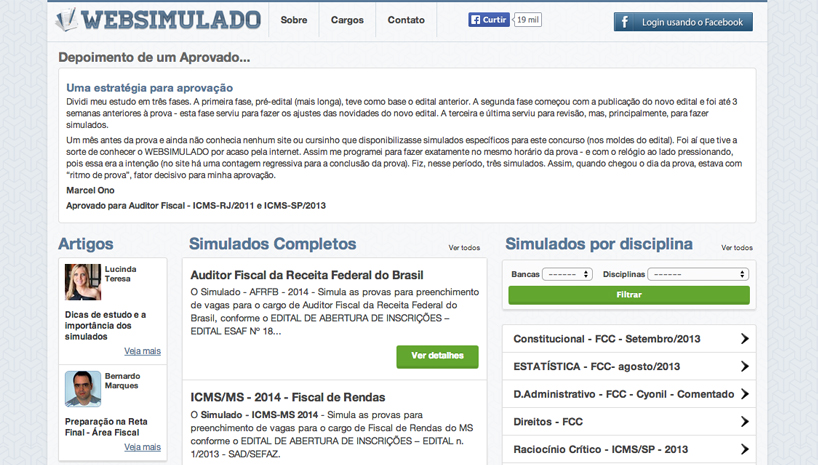 WEBSIMULADO
Sobre
Cargos
Contato
Curtir
19 mil
Login usando o Facebook
Depoimento de um Aprovado...
Uma estratégia para aprovação
Dividi meu estudo em três fases. A primeira fase, pré-edital (mais longa), teve como base o edital anterior. A segunda fase começou com a publicação do novo edital e foi até 3
semanas anteriores à prova - esta fase serviu para fazer os ajustes das novidades do novo edital. A terceira e última serviu para revisão, mas, principalmente, para fazer
simulados.
Um mês antes da prova e ainda não conhecia nenhum site ou cursinho que disponibilizasse simulados específicos para este concurso (nos moldes do edital). Foi aí que tive a
sorte de conhecer o WEBSIMULADO por acaso pela internet. Assim me programei para fazer exatamente no mesmo horário da prova - e com o relógio ao lado pressionando,
pois essa era a intenção (no site há uma contagem regressiva para a conclusão da prova). Fiz, nesse período, três simulados. Assim, quando chegou o dia da prova, estava com
"ritmo de prova", fator decisivo para minha aprovação.
Marcel Ono
Aprovado para Auditor Fiscal - ICMS-RJ/2011 e ICMS-SP/2013
Artigos
Lucinda
Teresa
Dicas de estudo e a
importância dos
simulados
Veja mais
Bernardo
Marques
Preparação na Reta
Final - Área Fiscal
Veja mais
Simulados Completos
Ver todos
Auditor Fiscal da Receita Federal do Brasil
O Simulado - AFRFB - 2014 - Simula as provas para preenchimento
de vagas para o cargo de Auditor Fiscal da Receita Federal do
Brasil, conforme o EDITAL DE ABERTURA DE INSCRIÇÕES –
EDITAL ESAF Nº 18...
Ver detalhes
ICMS/MS - 2014 - Fiscal de Rendas
O Simulado - ICMS-MS 2014 - Simula as provas para
preenchimento de vagas para o cargo de Fiscal de Rendas do MS
conforme o EDITAL DE ABERTURA DE INSCRIÇÕES – EDITAL n.
1/2013 - SAD/SEFAZ.
Simulados por disciplina
Ver todos
Bancas
------
Disciplinas
------
Filtrar
Constitucional - FCC - Setembro/2013
ESTATÍSTICA - FCC- agosto/2013
D.Administrativo - FCC - Cyonil - Comentado
Direitos - FCC
Raciocínio Crítico - ICMS/SP - 2013